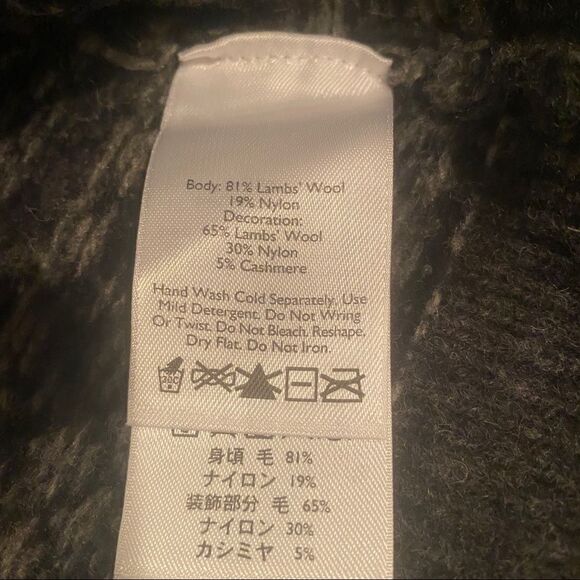 Body: 81% Lambs' Wool
19% Nylon
Decoration:
65% Lambs' Wool
30% Nylon
5% Cashmere
Hand Wash Cold Separately, Use
Mild Detergent. Do Not Wring
Or Twist. Do Not Bleach. Reshape.
Dry Flat. Do Not Iron.
身頃 毛 81%
ナイロン 19%
装飾部分 毛 65%
ナイロン 30%
カシミヤ 5%